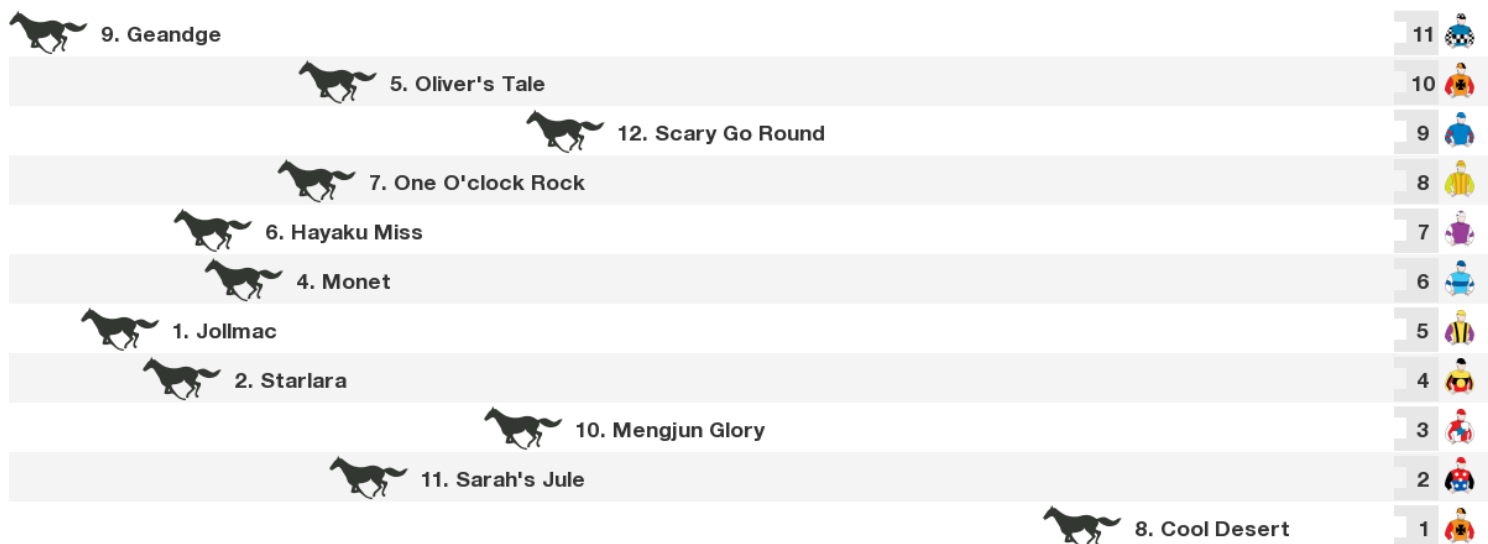 9. Geandge 11
5. Oliver's Tale 10
12. Scary Go Round 9
7. One O'clock Rock 8
6. Hayaku Miss 7
4. Monet 6
1. Jollmac 5
2. Starlara 4
10. Mengjun Glory 3
11. Sarah's Jule 2
8. Cool Desert 1